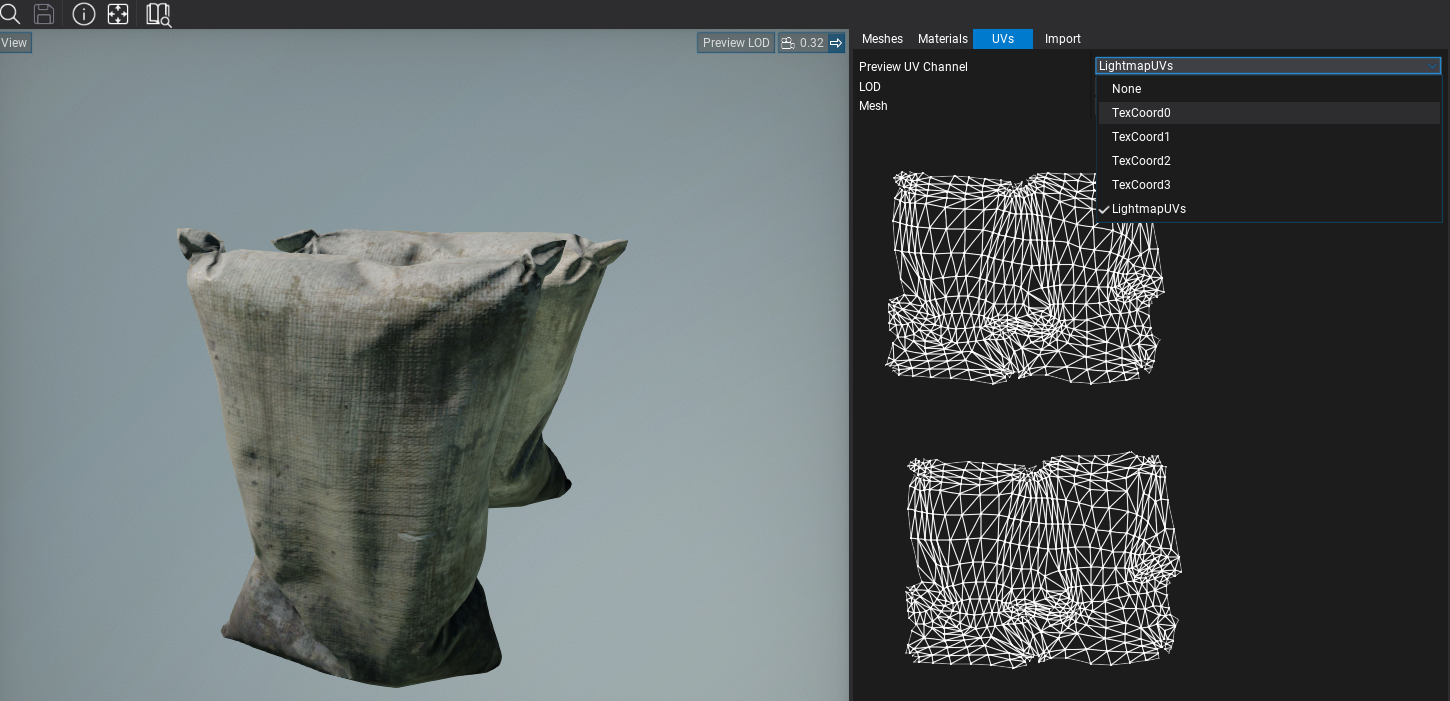 View
Preview LOD
0.32
Meshes Materials UVs Import
Preview UV Channel LightmapUVs
LOD
Mesh
None
TexCoord0
TexCoord1
TexCoord2
TexCoord3
LightmapUVs